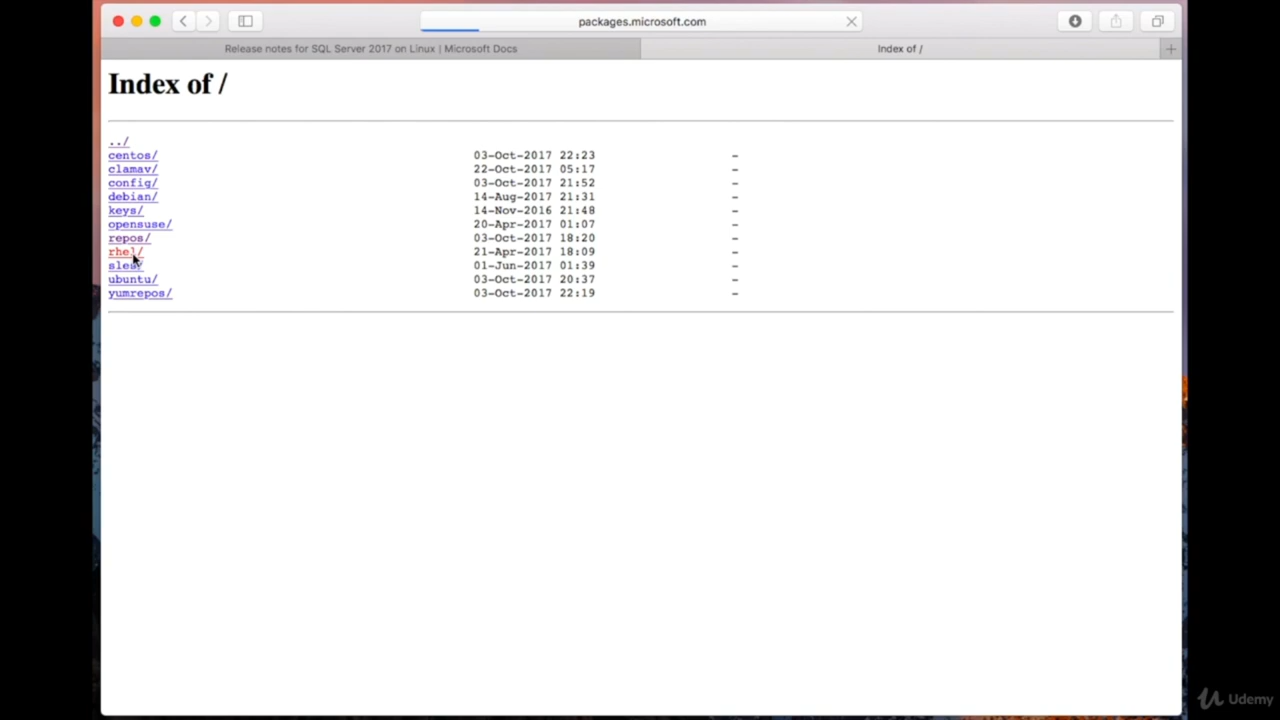 packages.microsoft.com
Release notes for SQL Server 2017 on Linux | Microsoft Docs
Index of /
Index of /
../
centos/ 03-Oct-2017 22:23 -
clamav/ 22-Oct-2017 05:17 -
config/ 03-Oct-2017 21:52 -
debian/ 14-Aug-2017 21:31 -
keys/ 14-Nov-2016 21:48 -
opensuse/ 20-Apr-2017 01:07 -
repos/ 03-Oct-2017 18:20 -
rhel/ 21-Apr-2017 18:09 -
01-Jun-2017 01:39 -
ubuntu/ 03-Oct-2017 20:37 -
yumrepos/ 03-Oct-2017 22:19 -
Udemy